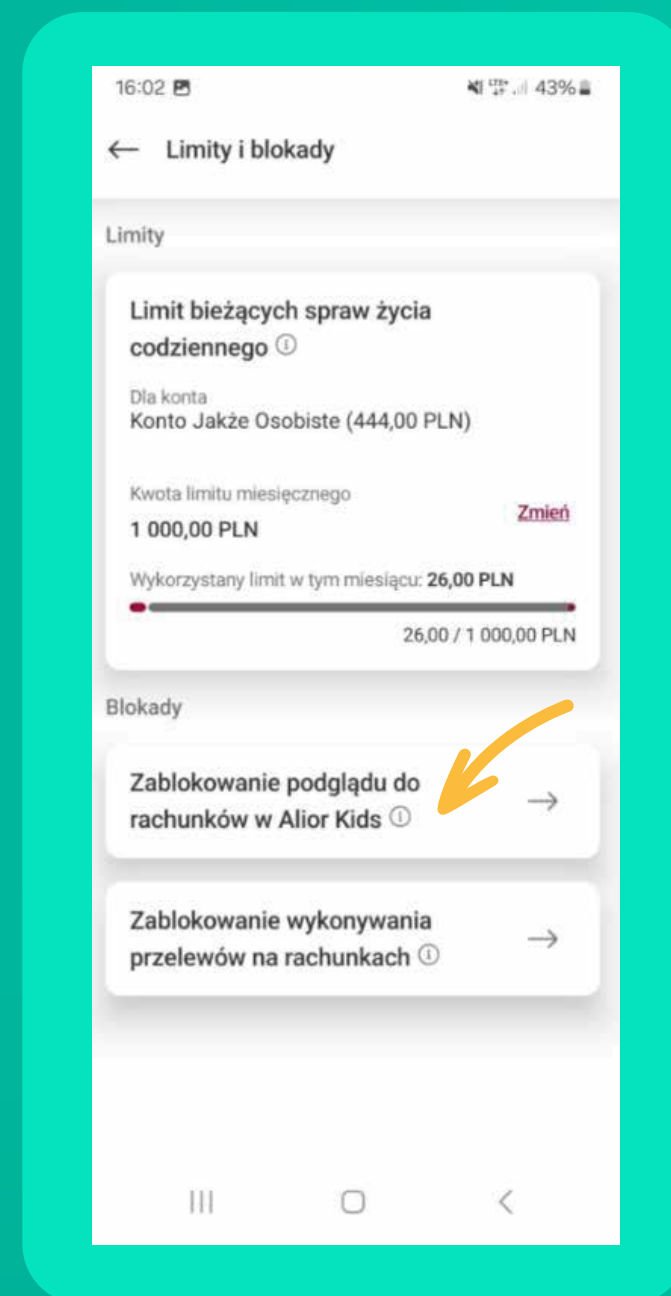 16:02
43%
Limity i blokady
Limity
Limit bieżących spraw życia
codziennego
Dla konta
Konto Jakże Osobiste (444,00 PLN)
Kwota limitu miesięcznego
1 000,00 PLN
Zmień
Wykorzystany limit w tym miesiącu: 26,00 PLN
26,00 / 1 000,00 PLN
Blokady
Zablokowanie podglądu do
rachunków w Alior Kids
Zablokowanie wykonywania
przelewów na rachunkach